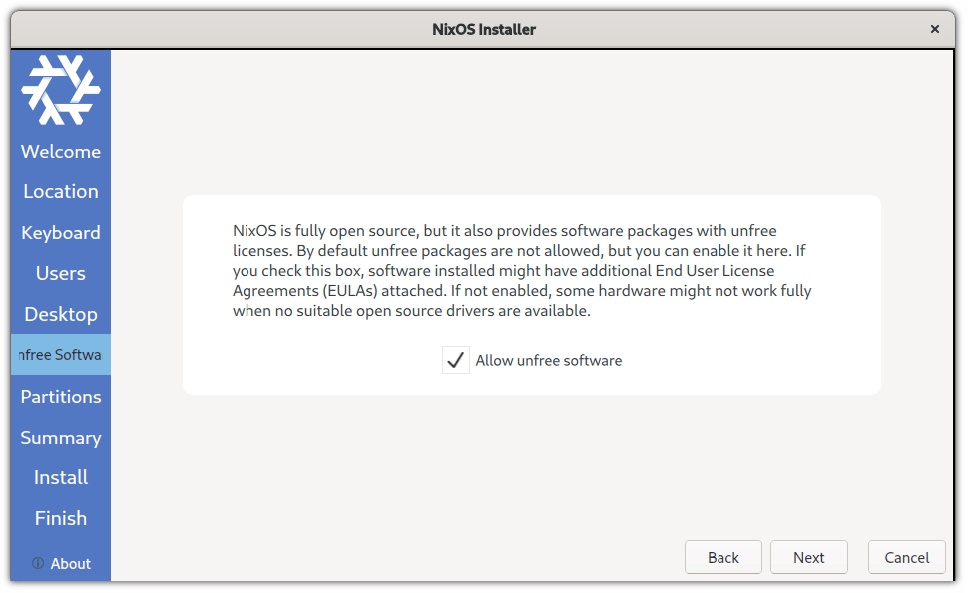 NixOS Installer
Welcome
Location
Keyboard
Users
Desktop
nfree Softwa
Partitions
Summary
Install
Finish
About
NixOS is fully open source, but it also provides software packages with unfree
licenses. By default unfree packages are not allowed, but you can enable it here. If
you check this box, software installed might have additional End User License
Agreements (EULAs) attached. If not enabled, some hardware might not work fully
when no suitable open source drivers are available.
Allow unfree software
Back
Next
Cancel